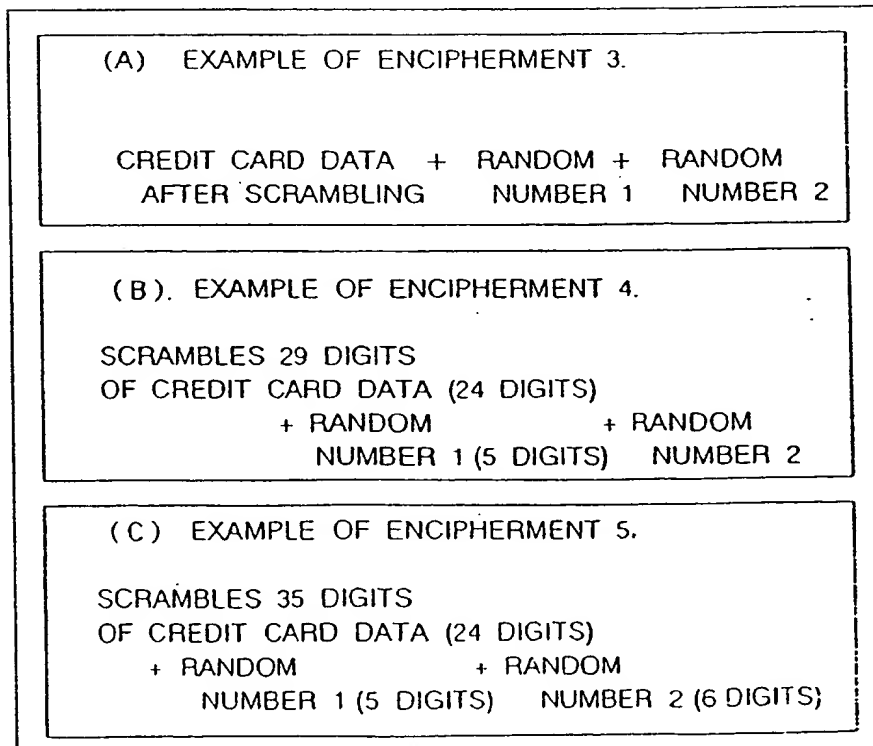 (A) EXAMPLE OF ENCIPHERMENT 3.
CREDIT CARD DATA + RANDOM + RANDOM
AFTER SCRAMBLING NUMBER 1 NUMBER 2
(B). EXAMPLE OF ENCIPHERMENT 4.
SCRAMBLES 29 DIGITS
OF CREDIT CARD DATA (24 DIGITS)
+ RANDOM + RANDOM
NUMBER 1 (5 DIGITS) NUMBER 2
(C) EXAMPLE OF ENCIPHERMENT 5.
SCRAMBLES 35 DIGITS
OF CREDIT CARD DATA (24 DIGITS)
+ RANDOM + RANDOM
NUMBER 1 (5 DIGITS) NUMBER 2 (6 DIGITS)